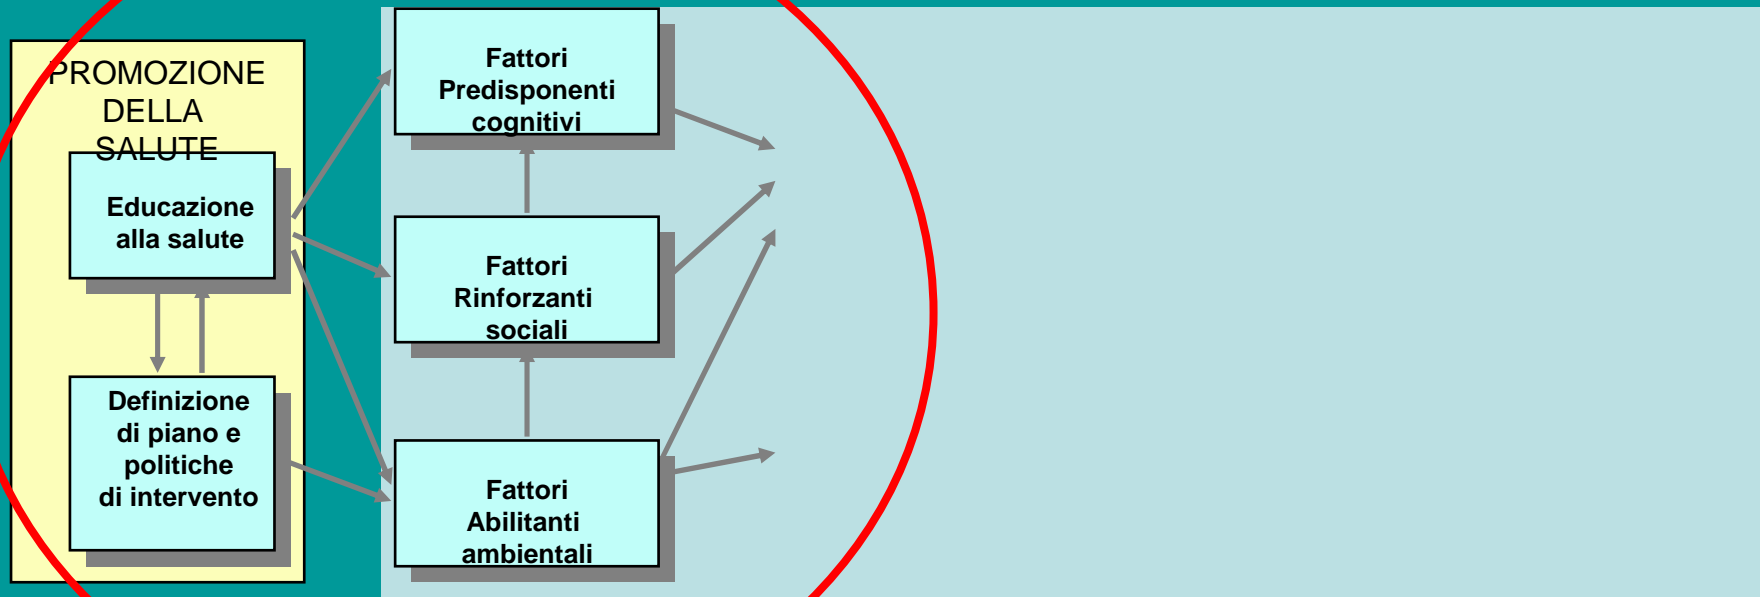 PROMOZIONE
DELLA
SALUTE
Educazione
alla salute
Definizione
di piano e
politiche
di intervento
Fattori
Predisponenti
cognitivi
Fattori
Rinforzanti
sociali
Fattori
Abilitanti
ambientali